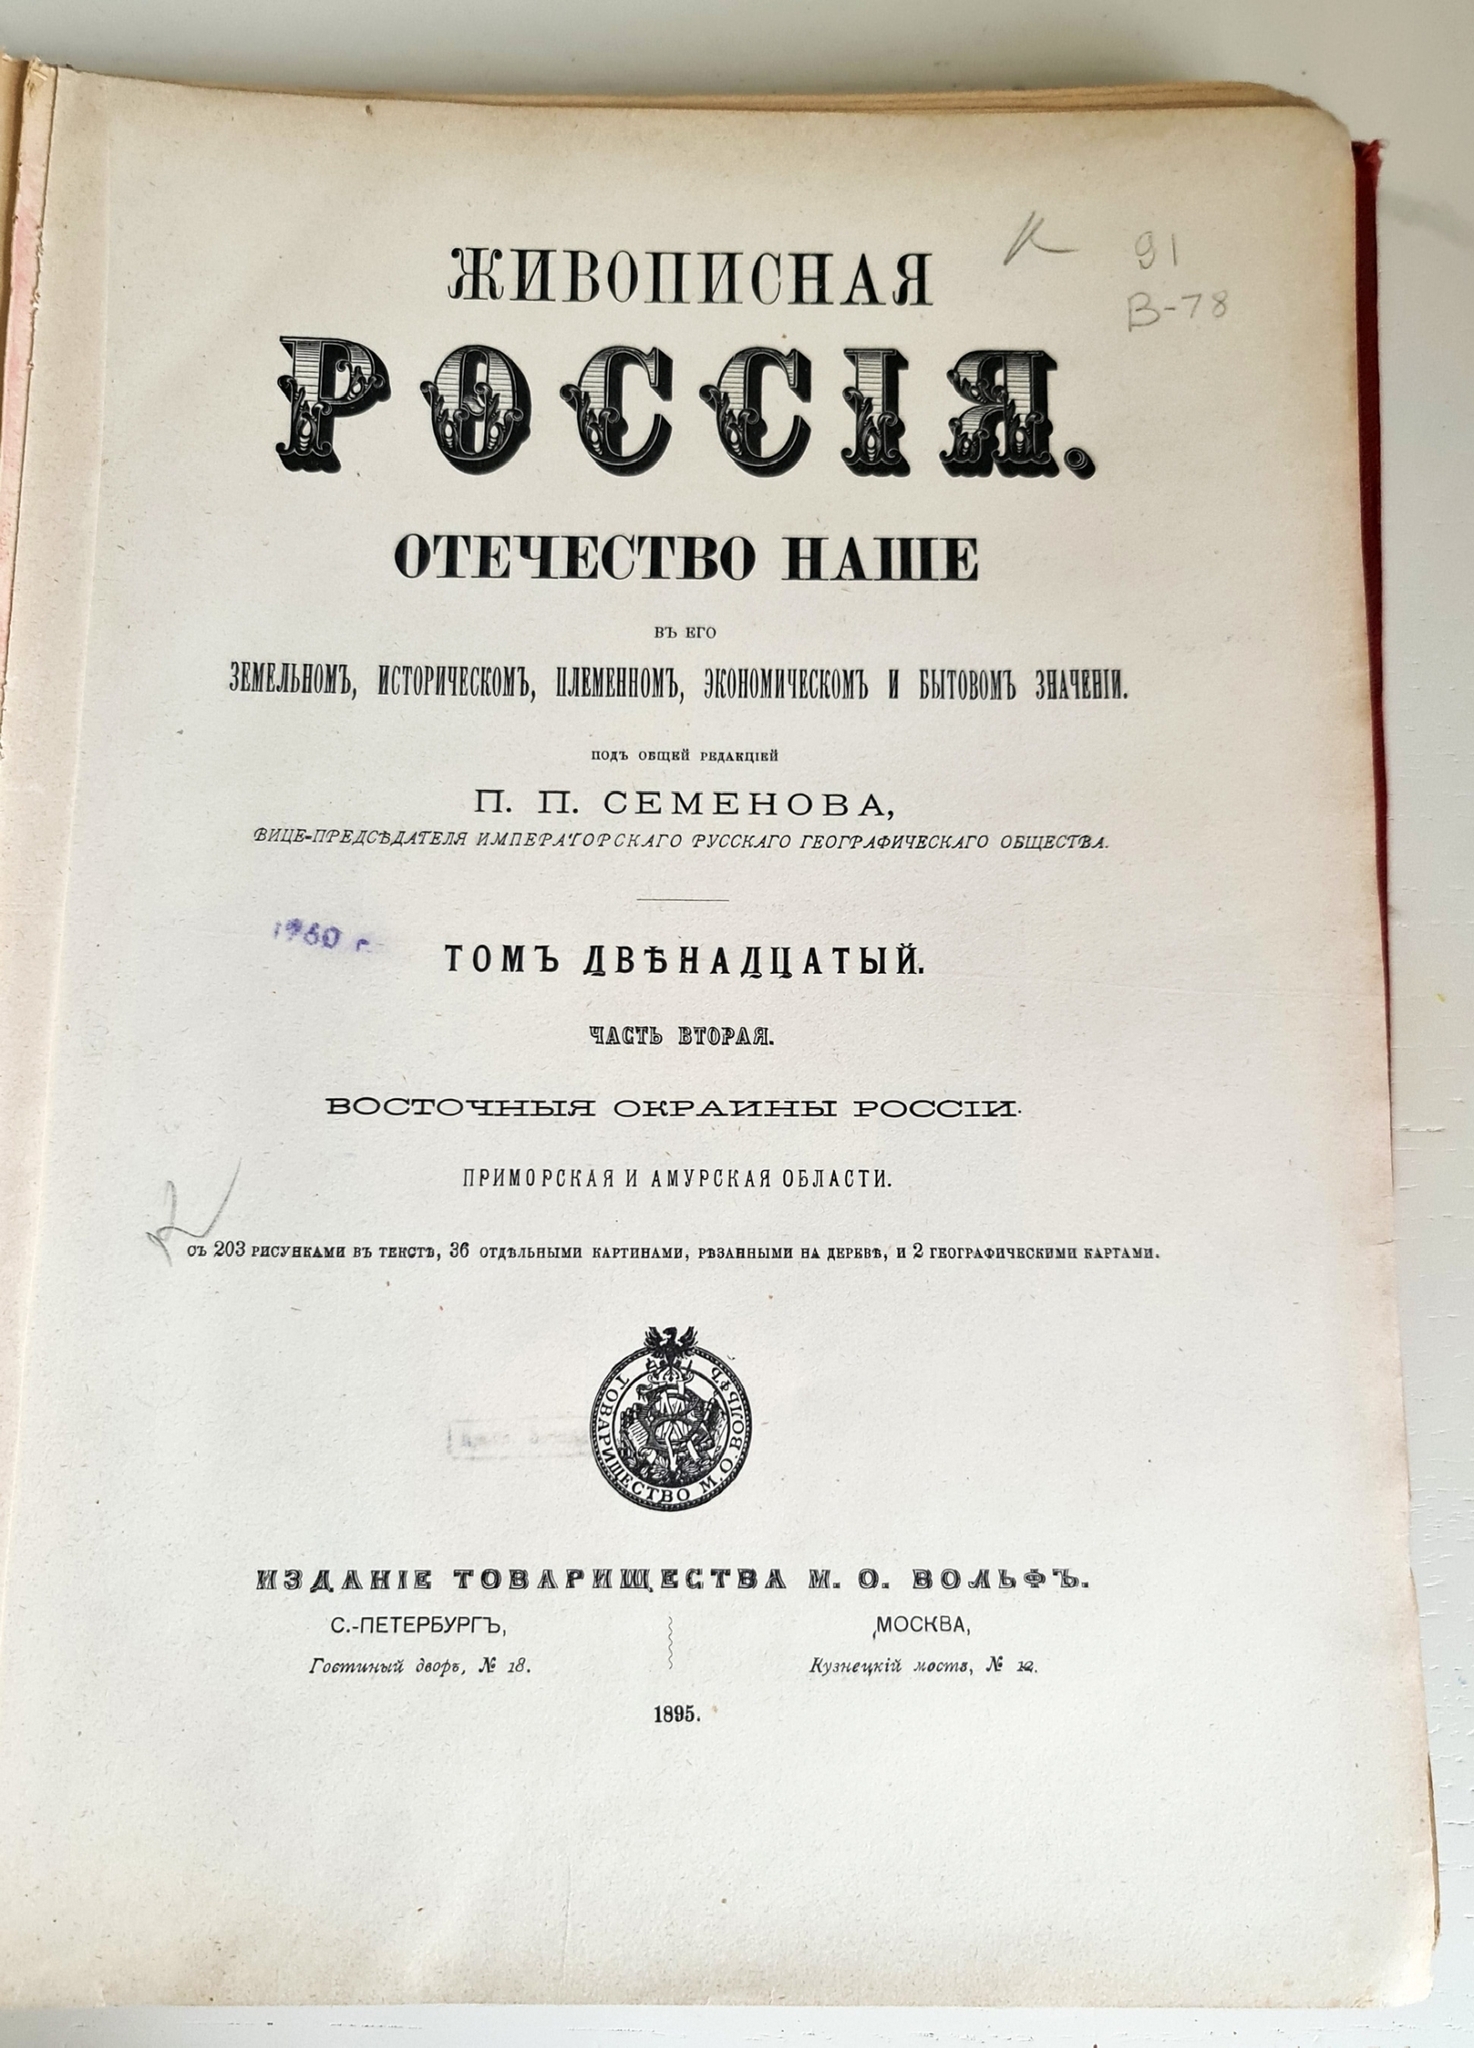 ЖИВОПИСНАЯ
РОССІЯ.
ОТЕЧЕСТВО НАШЕ
ВЪ ЕГО
ЗЕМЕЛЬНОМЪ, ИСТОРИЧЕСКОМЪ, ПЛЕМЕННОМЪ, ЭКОНОМИЧЕСКОМЪ И БЫТОВОМЪ ЗНАЧЕНІИ.
ПОДЪ ОБЩЕЙ РЕДАКЦІЕЙ
П. П. СЕМЕНОВА,
ВИЦЕ-ПРЕДСѢДАТЕЛЯ ИМПЕРАТОРСКАГО РУССКАГО ГЕОГРАФИЧЕСКАГО ОБЩЕСТВА.
ТОМЪ ДВѢНАДЦАТЫЙ.
ЧАСТЬ ВТОРАЯ.
ВОСТОЧНЫЯ ОКРАИНЫ РОССІИ.
ПРИМОРСКАЯ И АМУРСКАЯ ОБЛАСТИ.
СЪ 203 РИСУНКАМИ ВЪ ТЕКСТѢ, 36 ОТДѢЛЬНЫМИ КАРТИНАМИ, РѢЗАННЫМИ НА ДЕРЕВѢ, И 2 ГЕОГРАФИЧЕСКИМИ КАРТАМИ.
ТОВАРИЩЕСТВО М. О. ВОЛЬФЪ
ИЗДАНІЕ ТОВАРИЩЕСТВА М. О. ВОЛЬФЪ.
С.-ПЕТЕРБУРГЪ,
Гостиный дворъ, № 18.
МОСКВА,
Кузнецкій мостъ, № 12.
1895.
К
91
В-78
1960 г.